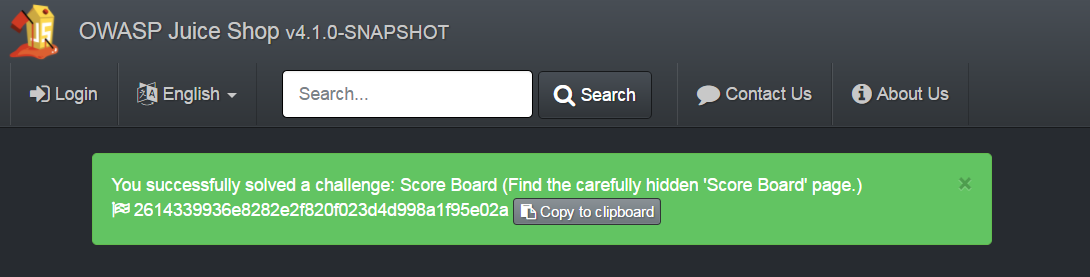 OWASP Juice Shop v4.1.0-SNAPSHOT
Login English Search... Search Contact Us About Us
You successfully solved a challenge: Score Board (Find the carefully hidden 'Score Board' page.) ×
2614339936e8282e2f820f023d4d998a1f95e02a Copy to clipboard